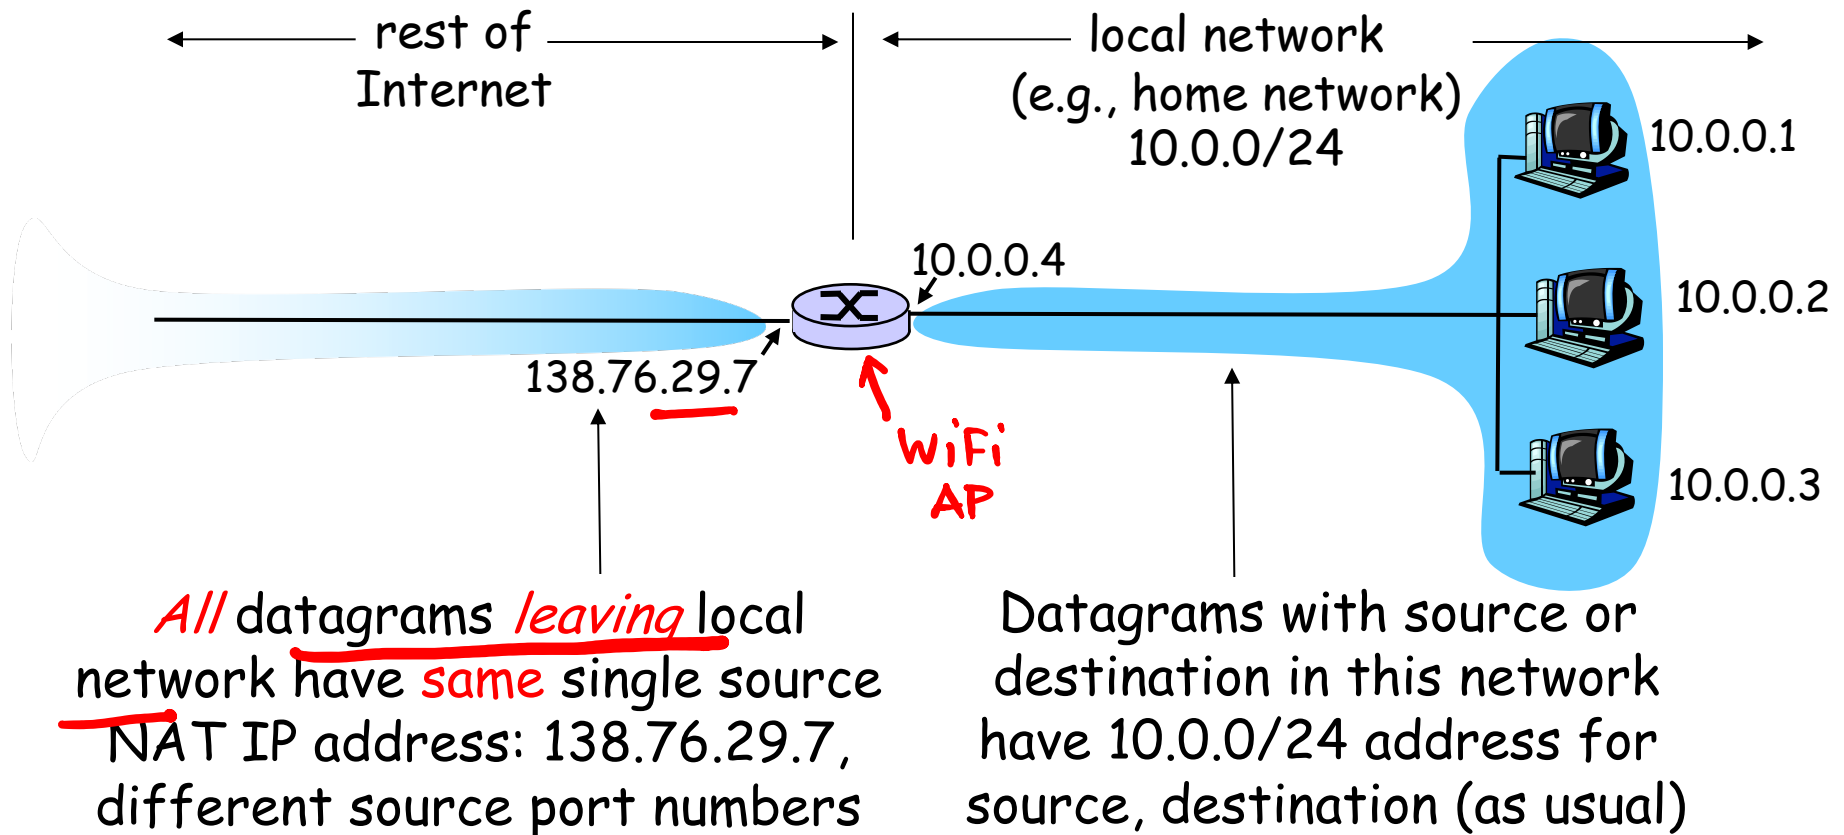 rest of
Internet
local network
(e.g., home network)
10.0.0/24
10.0.0.1
10.0.0.4
10.0.0.2
138.76.29.7
WiFi
AP
10.0.0.3
All datagrams leaving local
network have same single source
NAT IP address: 138.76.29.7,
different source port numbers
Datagrams with source or
destination in this network
have 10.0.0/24 address for
source, destination (as usual)